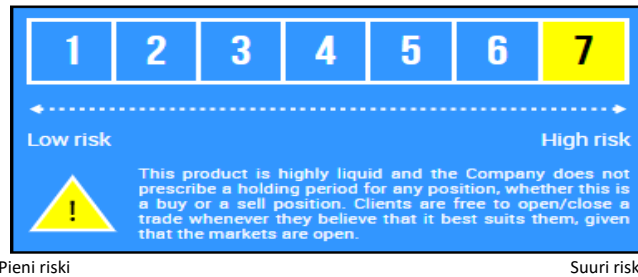 1 2 3 4 5 6 7
Low risk High risk
!
This product is highly liquid and the Company does not
prescribe a holding period for any position, whether this is
a buy or a sell position. Clients are free to open/close a
trade whenever they believe that it best suits them, given
that the markets are open.
Pieni riski Suuri risk